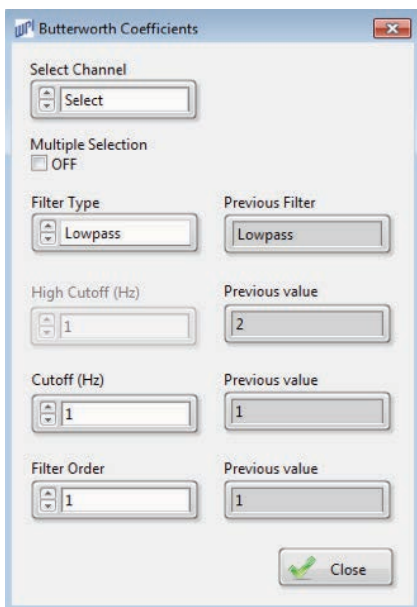 WPI Butterworth Coefficients
Select Channel
Select
Multiple Selection
OFF
Filter Type Previous Filter
Lowpass Lowpass
High Cutoff (Hz) Previous value
1 2
Cutoff (Hz) Previous value
1 1
Filter Order Previous value
1 1
Close